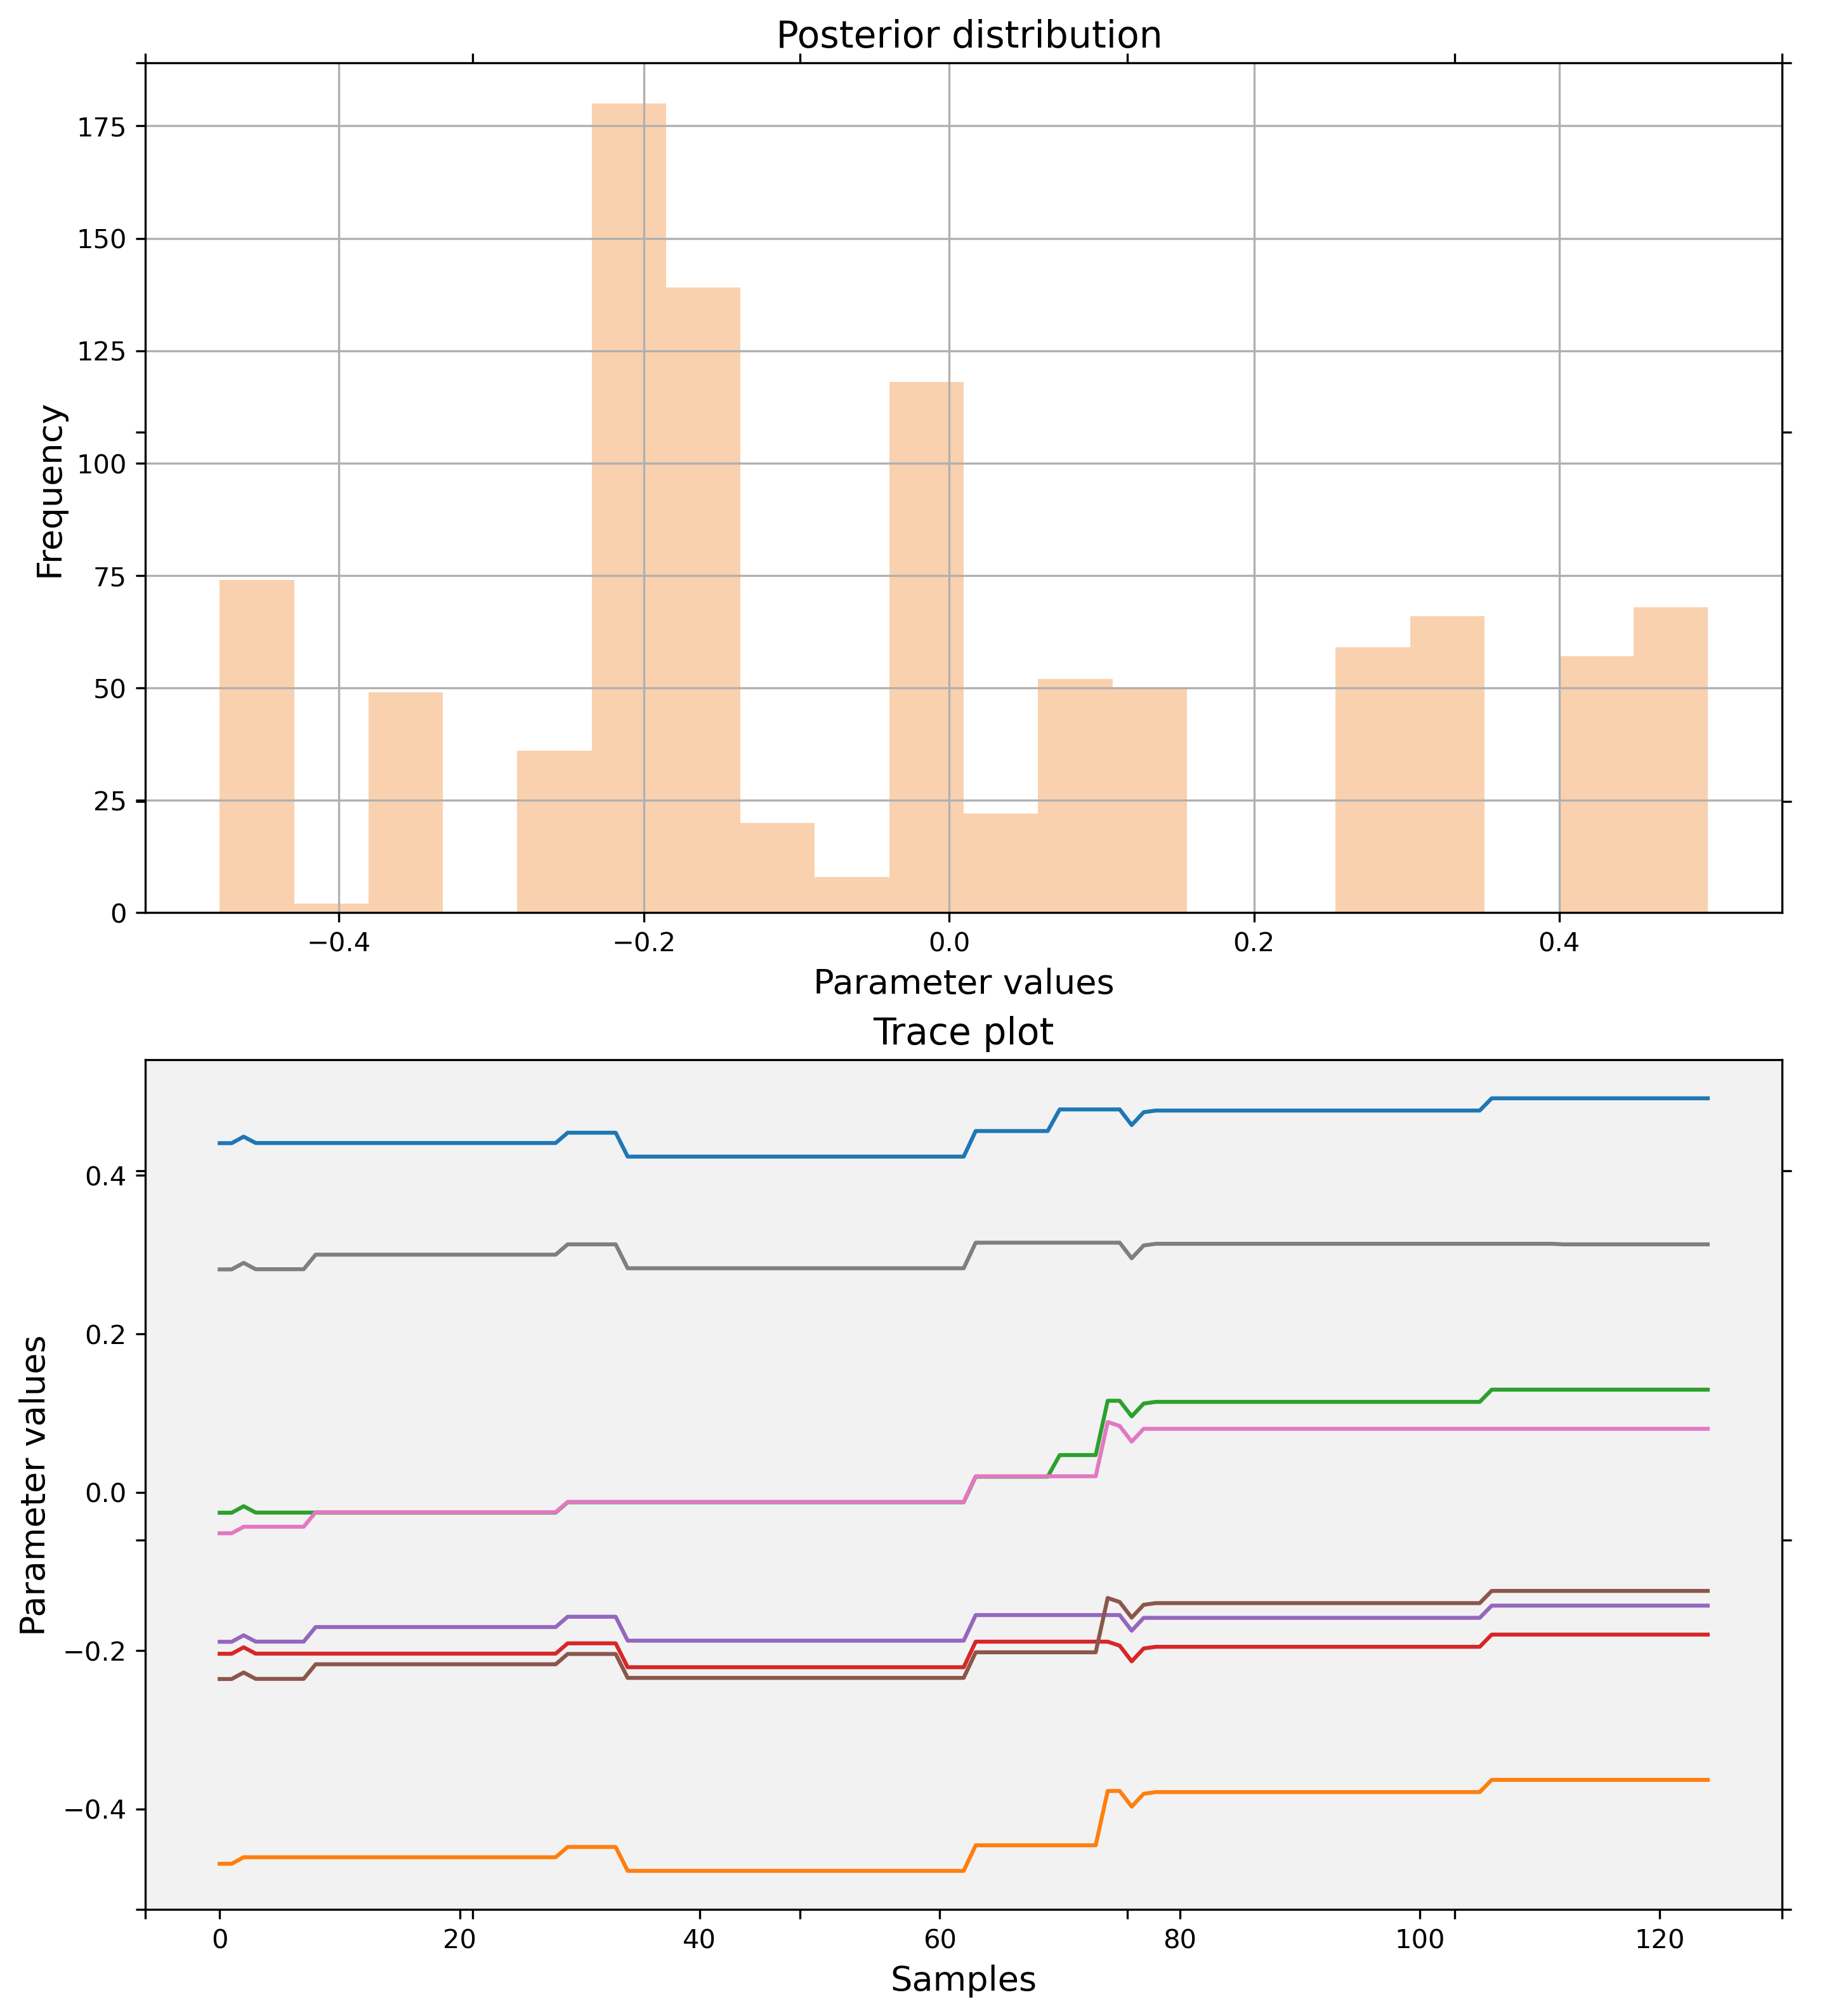 Posterior distribution
175
150
125
100
75
50
25
0
Frequency
−0.4 −0.2 0.0 0.2 0.4
Parameter values
Trace plot
0.4
0.2
0.0
−0.2
−0.4
Parameter values
0 20 40 60 80 100 120
Samples